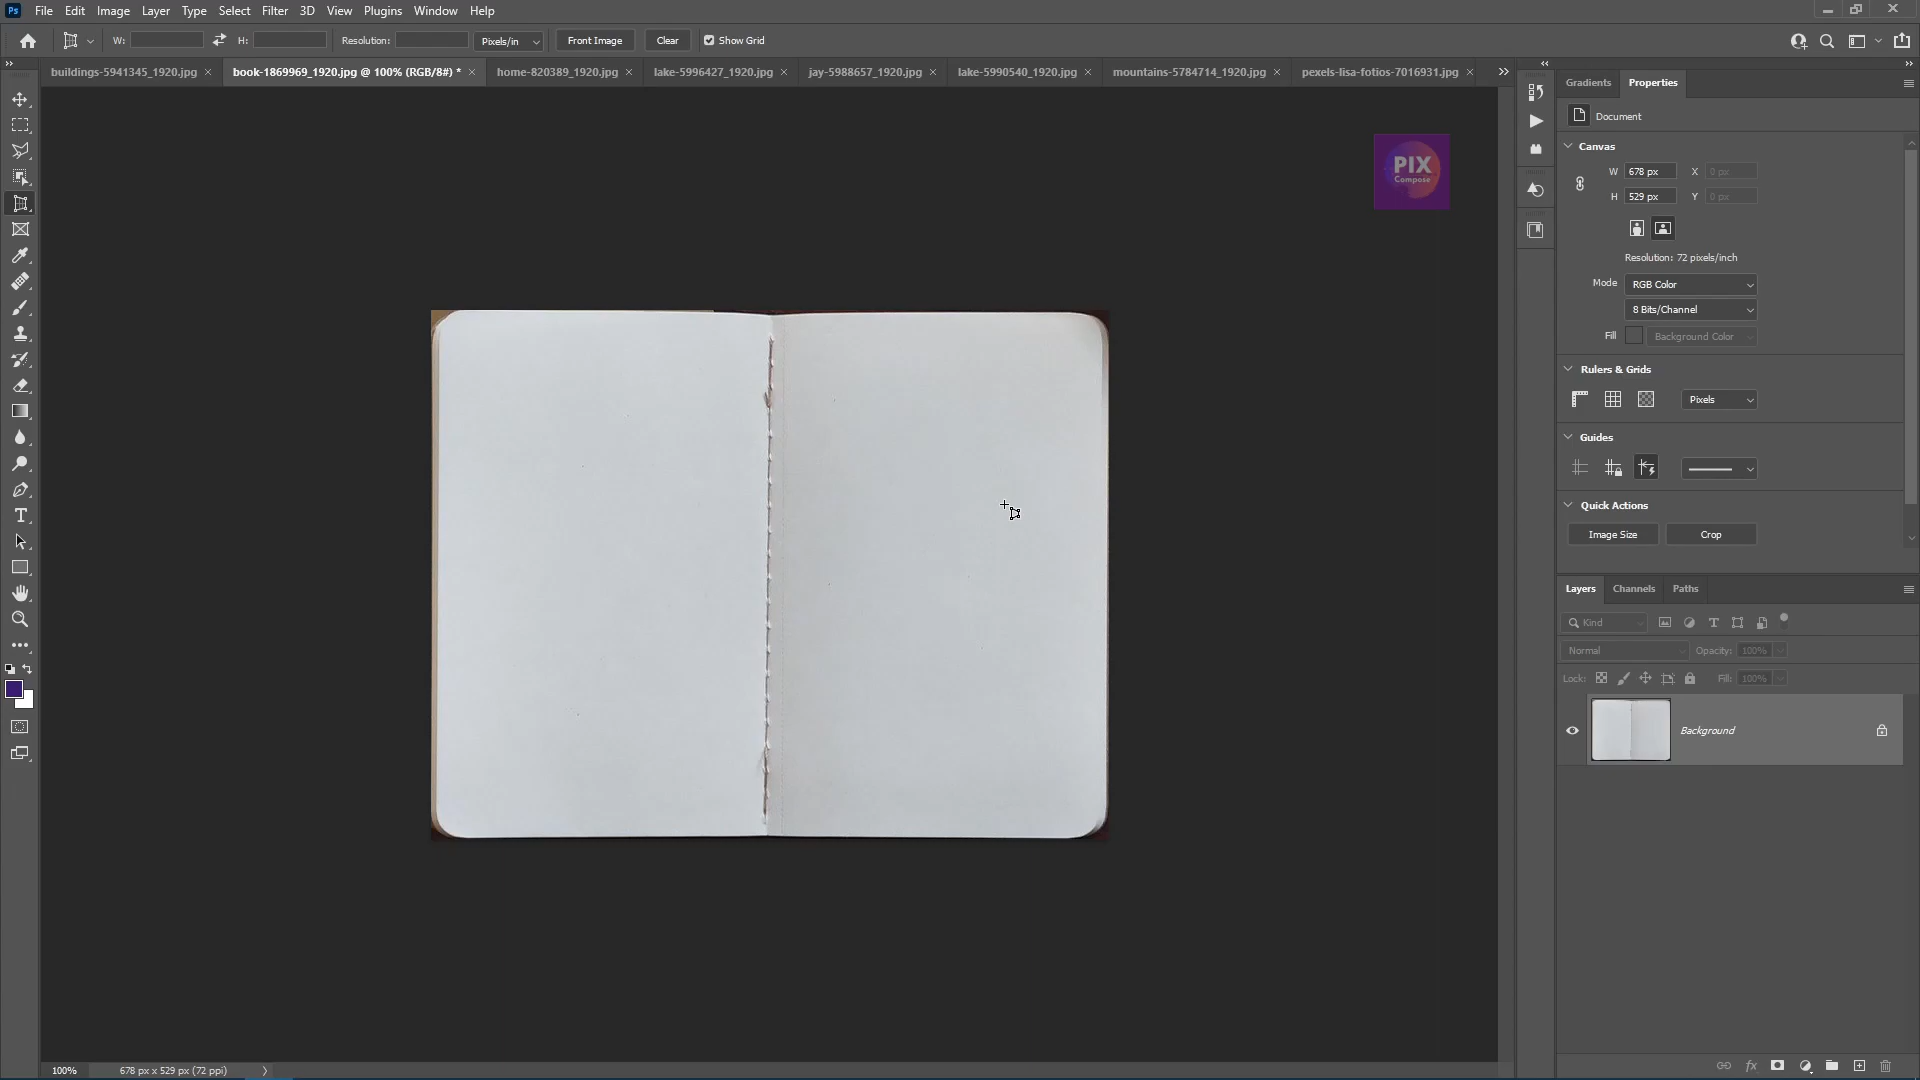 Ps File Edit Image Layer Type Select Filter 3D View Plugins Window Help
W: H: Resolution: Pixels/in Front Image Clear Show Grid
buildings-5941345_1920.jpg book-1869969_1920.jpg @ 100% (RGB/8#) * home-820389_1920.jpg lake-5996427_1920.jpg jay-5988657_1920.jpg lake-5990540_1920.jpg mountains-5784714_1920.jpg pexels-lisa-fotios-7016931.jpg
PIX
Compose
Gradients Properties
Document
Canvas
W 678 px X 0 px
H 529 px Y 0 px
Resolution: 72 pixels/inch
Mode RGB Color
8 Bits/Channel
Fill Background Color
Rulers & Grids
Pixels
Guides
Quick Actions
Image Size Crop
Layers Channels Paths
Kind
Normal Opacity: 100%
Lock: Fill: 100%
Background
100% 678 px x 529 px (72 ppi)